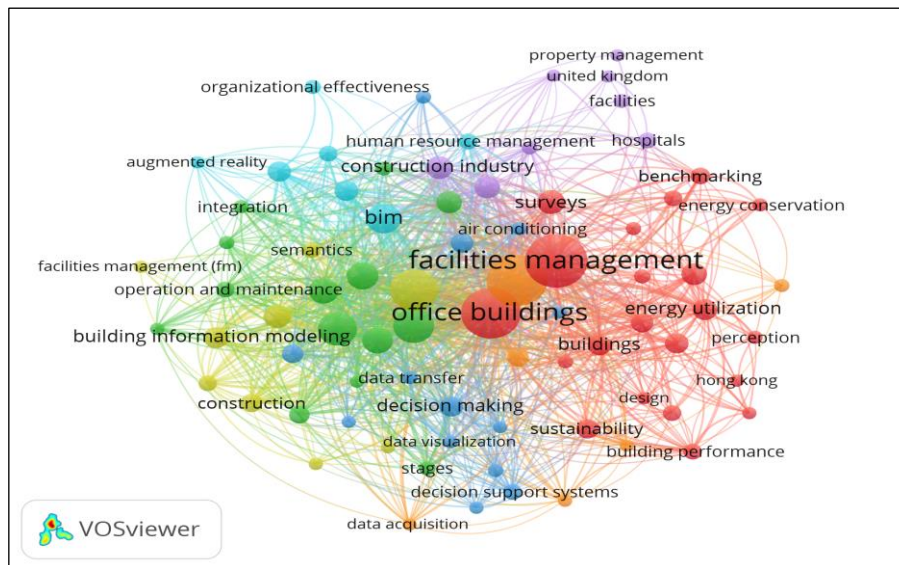 property management
united kingdom
organizational effectiveness
facilities
human resource management
hospitals
augmented reality
construction industry
benchmarking
integration
surveys
energy conservation
bim
air conditioning
semantics
facilities management
facilities management (fm)
operation and maintenance
office buildings
energy utilization
building information modeling
buildings
perception
data transfer
hong kong
construction
decision making
design
data visualization
sustainability
building performance
stages
decision support systems
data acquisition
VOSviewer